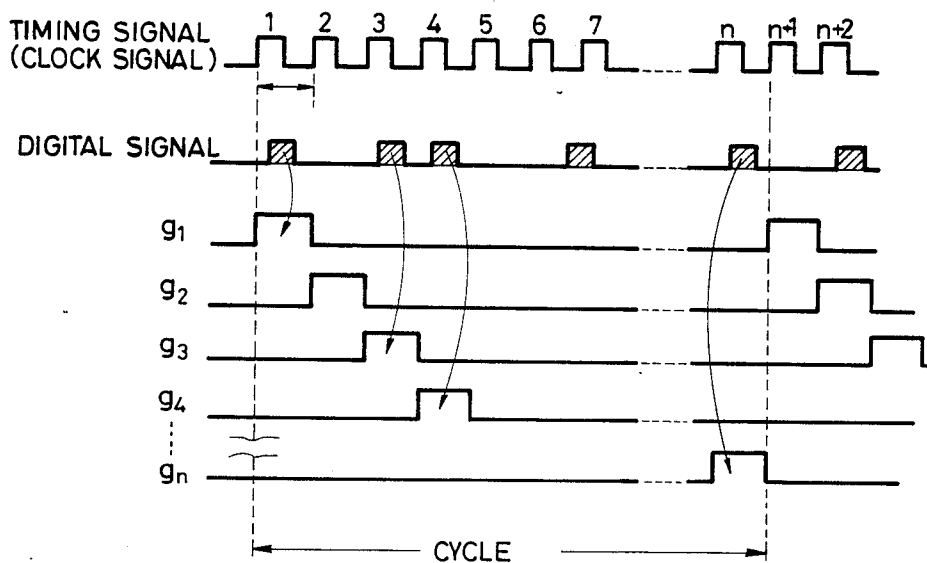 1 2 3 4 5 6 7 n n+1 n+2
TIMING SIGNAL
(CLOCK SIGNAL)
DIGITAL SIGNAL
g1
g2
g3
g4
gn
CYCLE